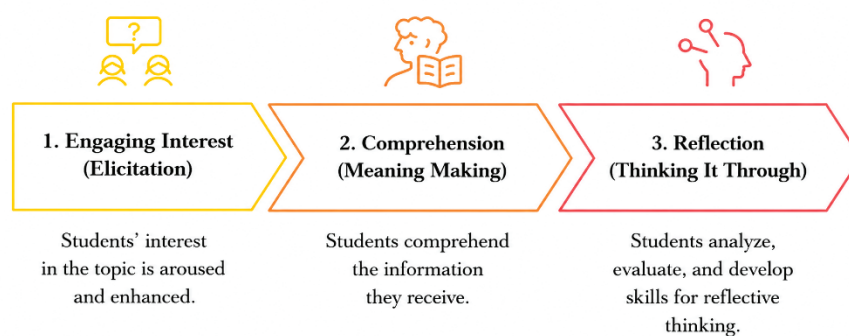 ?
1. Engaging Interest
(Elicitation)
Students’ interest
in the topic is aroused
and enhanced.
2. Comprehension
(Meaning Making)
Students comprehend
the information
they receive.
3. Reflection
(Thinking It Through)
Students analyze,
evaluate, and develop
skills for reflective
thinking.